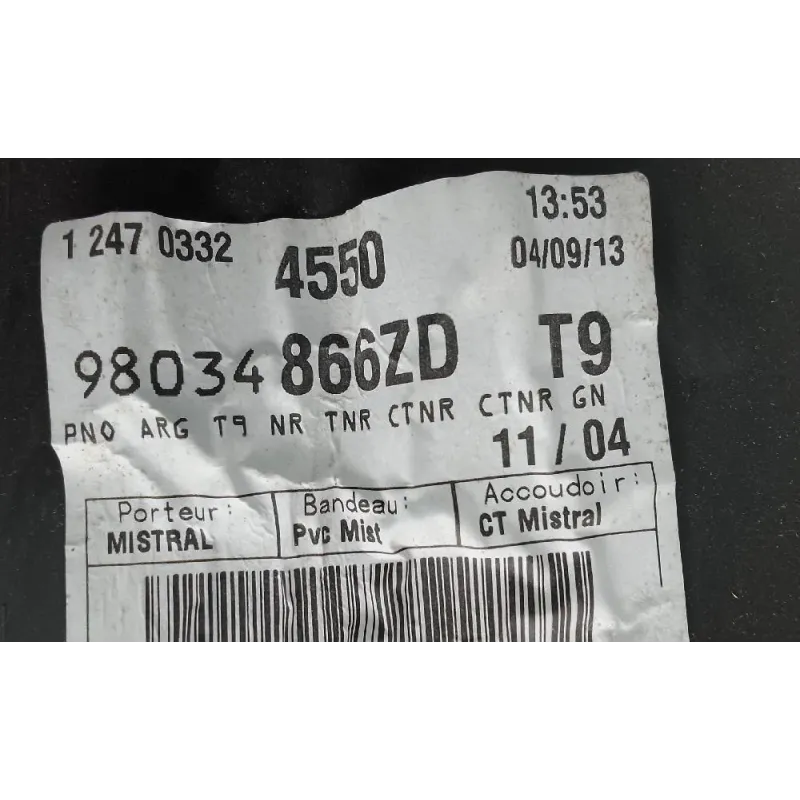 13:53
1 247 0332 4550 04/09/13
98034 866ZD T9
PNO ARG T9 NR TNR CTNR CTNR GN
11 / 04
Porteur: Bandeau: Accoudoir:
MISTRAL Pvc Mist CT Mistral